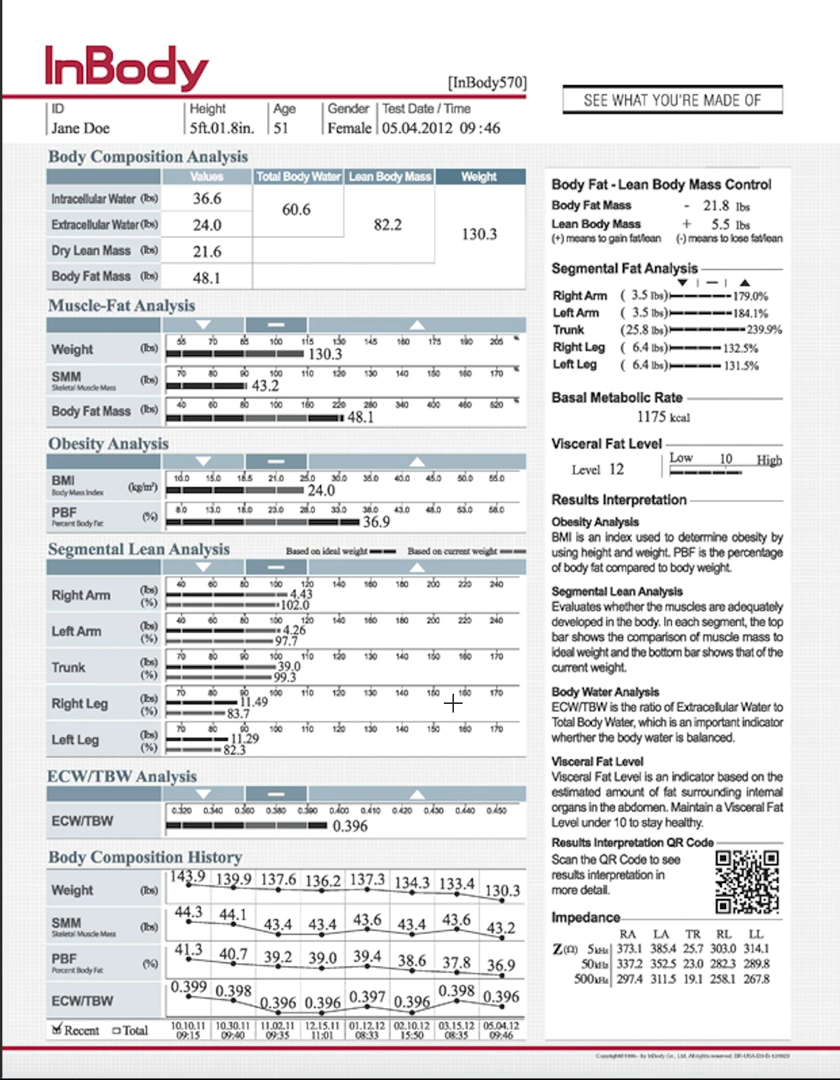 InBody
[InBody570]
SEE WHAT YOU'RE MADE OF
ID Height Age Gender Test Date / Time
Jane Doe 5ft.01.8in. 51 Female 05.04.2012 09:46
Body Composition Analysis
Values Total Body Water Lean Body Mass Weight
Intracellular Water (lbs) 36.6
60.6
Extracellular Water (lbs) 24.0
82.2
130.3
Dry Lean Mass (lbs) 21.6
Body Fat Mass (lbs) 48.1
Muscle-Fat Analysis
55 70 85 100 115 130 145 160 175 190 205 %
Weight (lbs) 130.3
70 80 90 100 110 120 130 140 150 160 170 %
SMM (lbs) 43.2
Skeletal Muscle Mass
40 60 80 100 160 220 280 340 400 460 520 %
Body Fat Mass (lbs) 48.1
Obesity Analysis
10.0 15.0 18.5 21.0 25.0 30.0 35.0 40.0 45.0 50.0 55.0
BMI (kg/m²) 24.0
Body Mass Index
8.0 13.0 18.0 23.0 28.0 33.0 38.0 43.0 48.0 53.0 58.0
PBF (%) 36.9
Percent Body Fat
Segmental Lean Analysis Based on ideal weight Based on current weight
40 60 80 100 120 140 160 180 200 220 240
Right Arm (lbs) 4.43
(%) 102.0
40 60 80 100 120 140 160 180 200 220 240
Left Arm (lbs) 4.26
(%) 97.7
70 80 90 100 110 120 130 140 150 160 170
Trunk (lbs) 39.0
(%) 99.3
70 80 90 100 110 120 130 140 150 160 170
Right Leg (lbs) 11.49
(%) 83.7
70 80 90 100 110 120 130 140 150 160 170
Left Leg (lbs) 11.29
(%) 82.3
ECW/TBW Analysis
0.320 0.340 0.360 0.380 0.390 0.400 0.410 0.420 0.430 0.440 0.450
ECW/TBW 0.396
Body Composition History
Weight (lbs) 143.9 139.9 137.6 136.2 137.3 134.3 133.4 130.3
SMM (lbs) 44.3 44.1 43.4 43.4 43.6 43.4 43.6 43.2
Skeletal Muscle Mass
PBF (%) 41.3 40.7 39.2 39.0 39.4 38.6 37.8 36.9
Percent Body Fat
ECW/TBW 0.399 0.398 0.396 0.396 0.397 0.396 0.398 0.396
Recent Total 10.10.11 10.30.11 11.02.11 12.15.11 01.12.12 02.10.12 03.15.12 05.04.12
09:15 09:40 09:35 11:01 08:33 15:50 08:35 09:46
Body Fat - Lean Body Mass Control
Body Fat Mass - 21.8 lbs
Lean Body Mass + 5.5 lbs
(+) means to gain fat/lean (-) means to lose fat/lean
Segmental Fat Analysis
Right Arm ( 3.5 lbs) 179.0%
Left Arm ( 3.5 lbs) 184.1%
Trunk (25.8 lbs) 239.9%
Right Leg ( 6.4 lbs) 132.5%
Left Leg ( 6.4 lbs) 131.5%
Basal Metabolic Rate
1175 kcal
Visceral Fat Level
Level 12 Low 10 High
Results Interpretation
Obesity Analysis
BMI is an index used to determine obesity by
using height and weight. PBF is the percentage
of body fat compared to body weight.
Segmental Lean Analysis
Evaluates whether the muscles are adequately
developed in the body. In each segment, the top
bar shows the comparison of muscle mass to
ideal weight and the bottom bar shows that of the
current weight.
Body Water Analysis
ECW/TBW is the ratio of Extracellular Water to
Total Body Water, which is an important indicator
wherther the body water is balanced.
Visceral Fat Level
Visceral Fat Level is an indicator based on the
estimated amount of fat surrounding internal
organs in the abdomen. Maintain a Visceral Fat
Level under 10 to stay healthy.
Results Interpretation QR Code
Scan the QR Code to see
results interpretation in
more detail.
Impedance
RA LA TR RL LL
Z(Ω) 5kHz 373.1 385.4 25.7 303.0 314.1
50kHz 337.2 352.5 23.0 282.3 289.8
500kHz 297.4 311.5 19.1 258.1 267.8
by InBody Co., Ltd. All rights reserved.